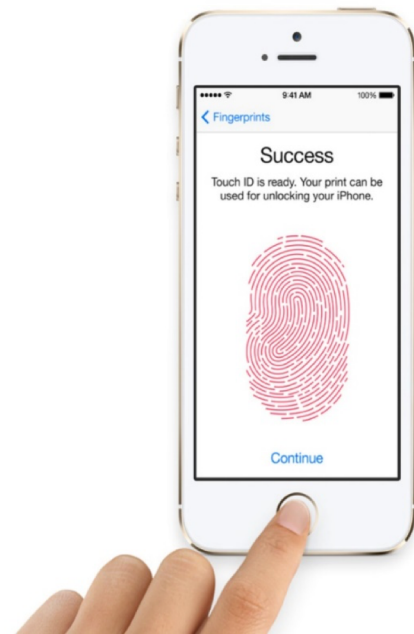 9:41 AM 100%
Fingerprints
Success
Touch ID is ready. Your print can be
used for unlocking your iPhone.
Continue